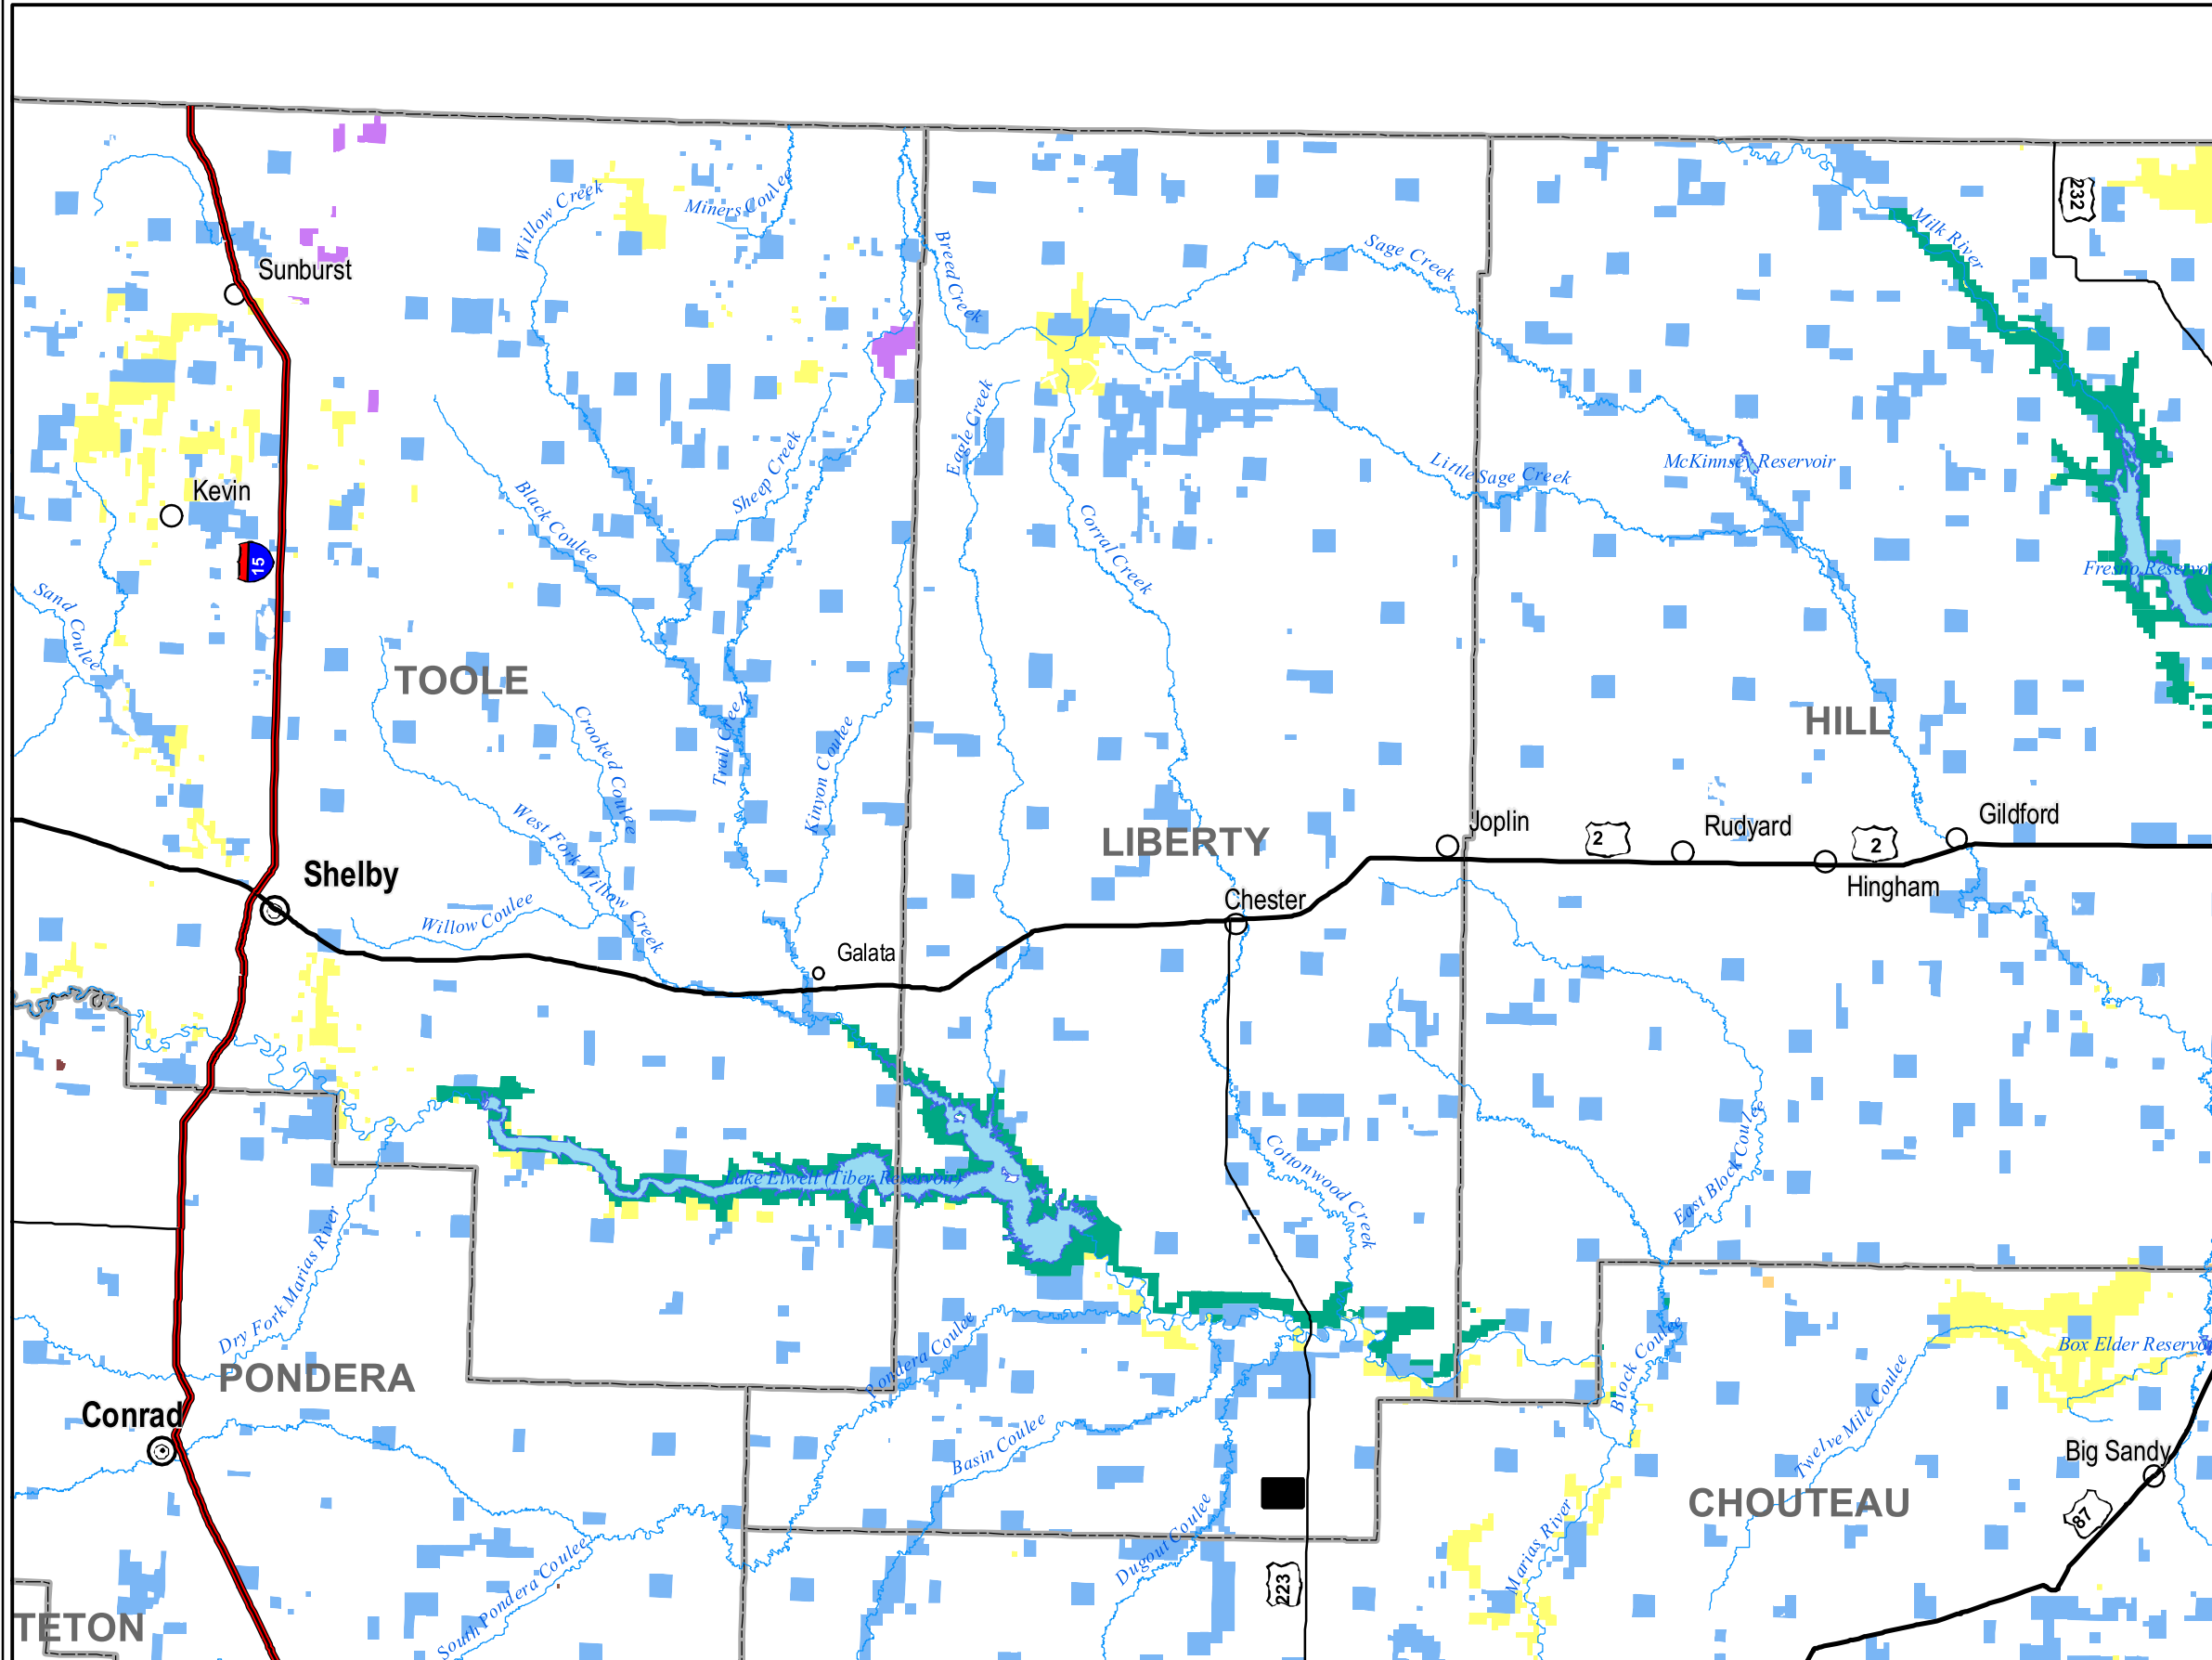 232
Milk River
Willow Creek
Miners Coulee
Breed Creek
Sage Creek
Sunburst
Eagle Creek
Sheep Creek
Little Sage Creek
McKinnsey Reservoir
Kevin
Black Coulee
Corral Creek
15
Fresno Reservo
Sand Coulee
TOOLE
HILL
Crooked Coulee
Trail Creek
Kinyon Coulee
West Fork Willow Creek
LIBERTY
Joplin
2
Rudyard
2
Gildford
Hingham
Shelby
Chester
Willow Coulee
Galata
Cottonwood Creek
East Block Coulee
Lake Elwell (Tiber Reservoir)
Dry Fork Marias River
Pondera Coulee
Block Coulee
Box Elder Reservo
PONDERA
Conrad
Basin Coulee
Twelve Mile Coulee
Big Sandy
CHOUTEAU
87
Dugout Coulee
Marias River
223
South Pondera Coulee
TETON